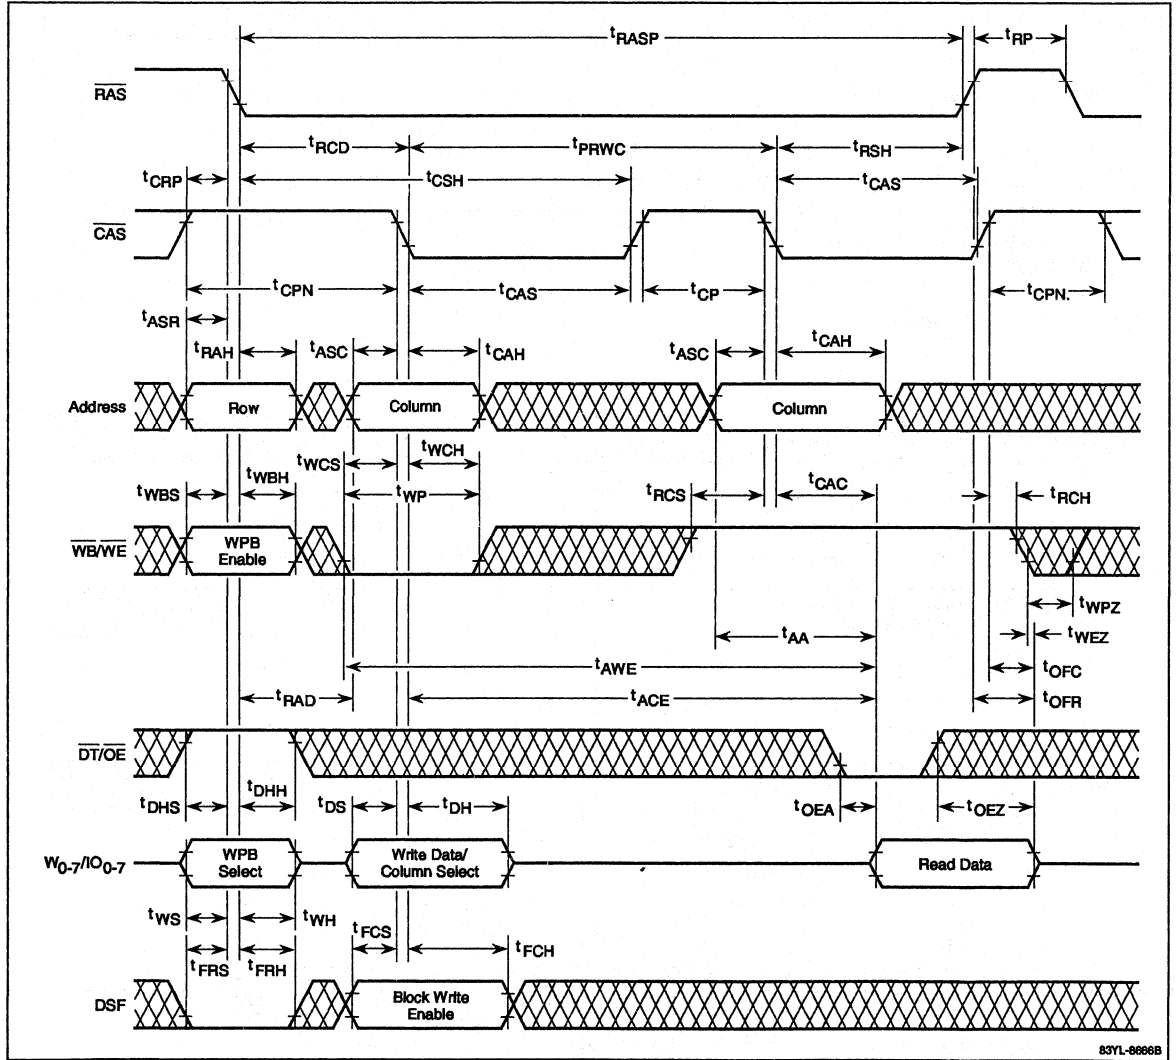 tRASP
tRP
RAS
tRCD
tPRWC
tRSH
tCRP
tCSH
tCAS
CAS
tCPN
tCAS
tCP
tCPN.
tASR
tRAH
tASC
tCAH
tASC
tCAH
Address
Row
Column
Column
tWCS
tWCH
tWBS
tWBH
tWP
tRCS
tCAC
tRCH
WB/WE
WPB
Enable
tWPZ
tAA
tWEZ
tAWE
tOFC
tRAD
tACE
tOFR
DT/OE
tDHS
tDHH
tDS
tDH
tOEA
tOEZ
W0-7/IO0-7
WPB
Select
Write Data/
Column Select
Read Data
tWS
tWH
tFCS
tFCH
tFRS
tFRH
DSF
Block Write
Enable
83YL-8666B